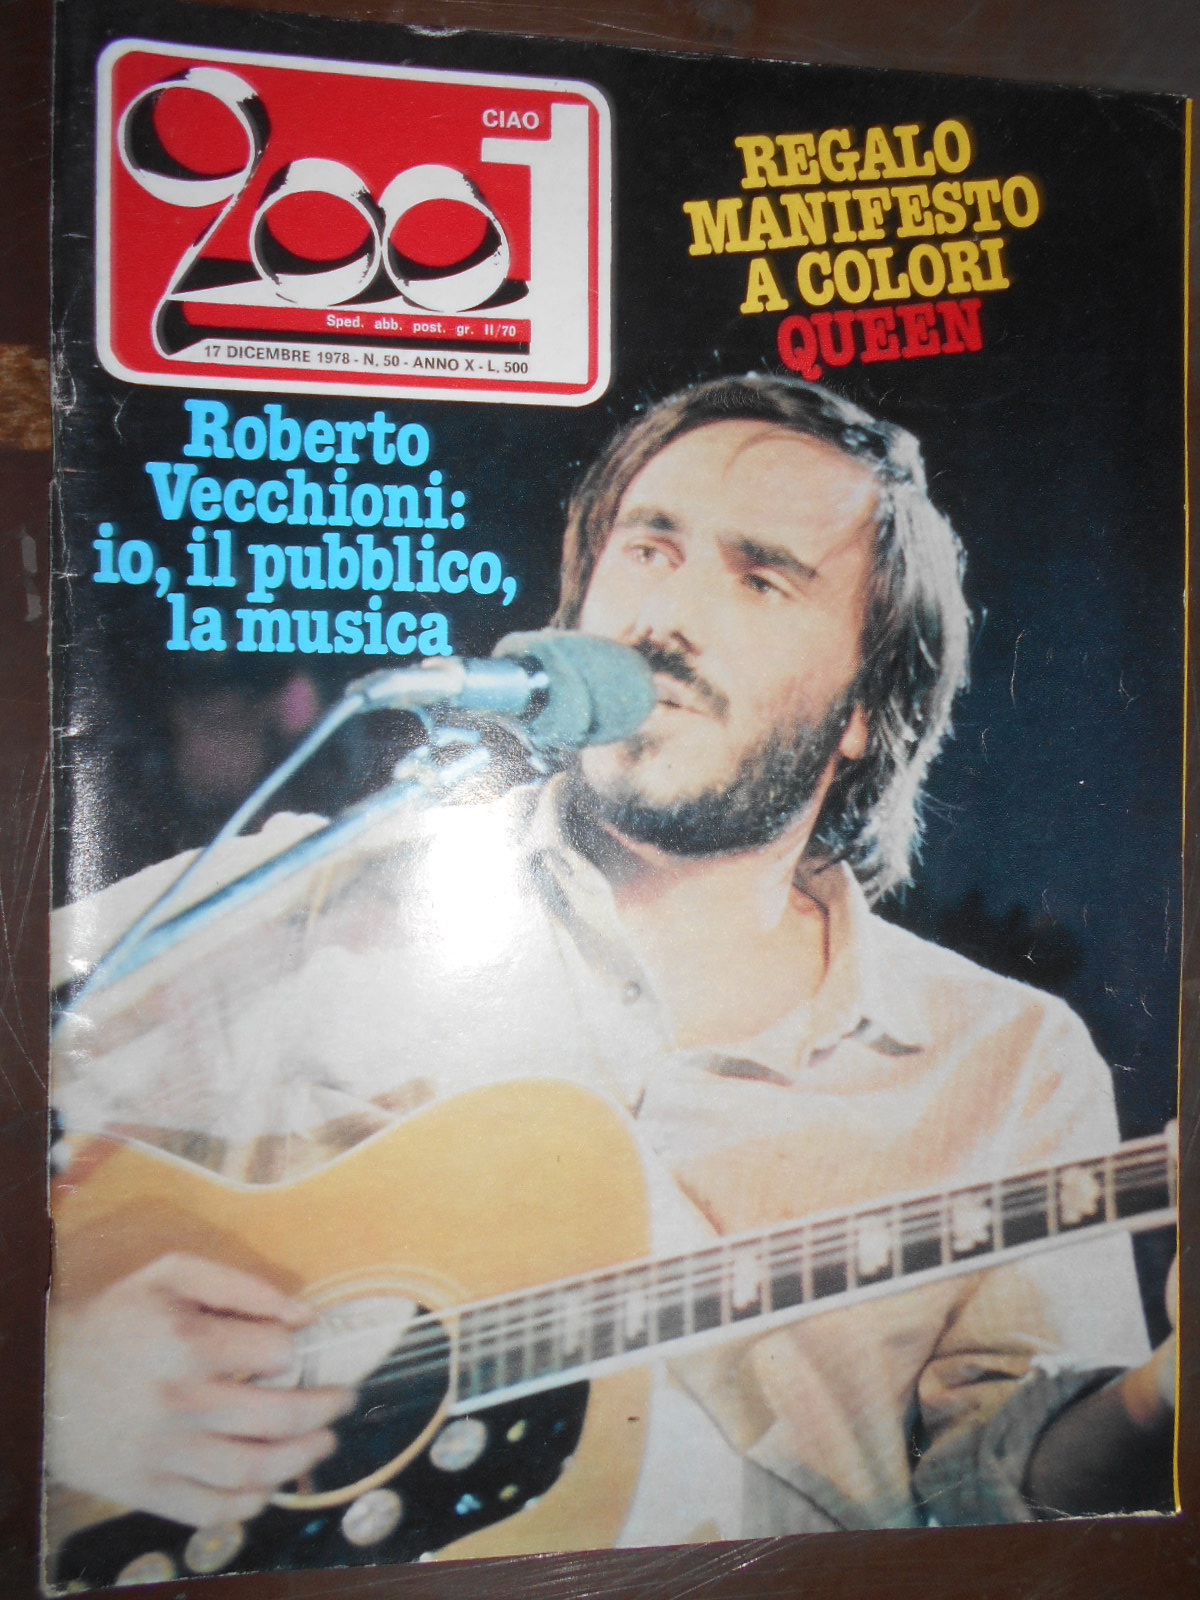 CIAO
2001
Sped. abb. post. gr. II/70
17 DICEMBRE 1978 - N. 50 - ANNO X - L. 500
REGALO
MANIFESTO
A COLORI
QUEEN
Roberto
Vecchioni:
io, il pubblico,
la musica